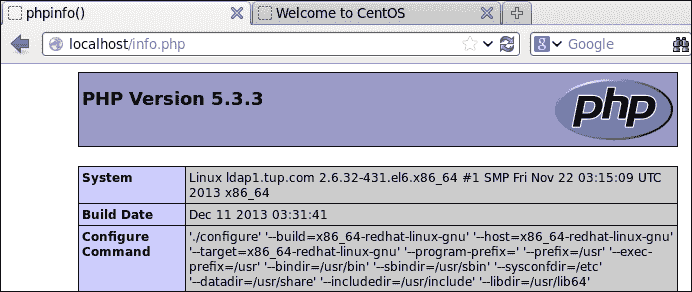 phpinfo()
Welcome to CentOS
localhost/info.php
Google
PHP Version 5.3.3
php
System
Linux ldap1.tup.com 2.6.32-431.el6.x86_64 #1 SMP Fri Nov 22 03:15:09 UTC
2013 x86_64
Build Date
Dec 11 2013 03:31:41
Configure
Command
'./configure' '--build=x86_64-redhat-linux-gnu' '--host=x86_64-redhat-linux-gnu'
'--target=x86_64-redhat-linux-gnu' '--program-prefix=' '--prefix=/usr' '--exec-
prefix=/usr' '--bindir=/usr/bin' '--sbindir=/usr/sbin' '--sysconfdir=/etc'
'--datadir=/usr/share' '--includedir=/usr/include' '--libdir=/usr/lib64'